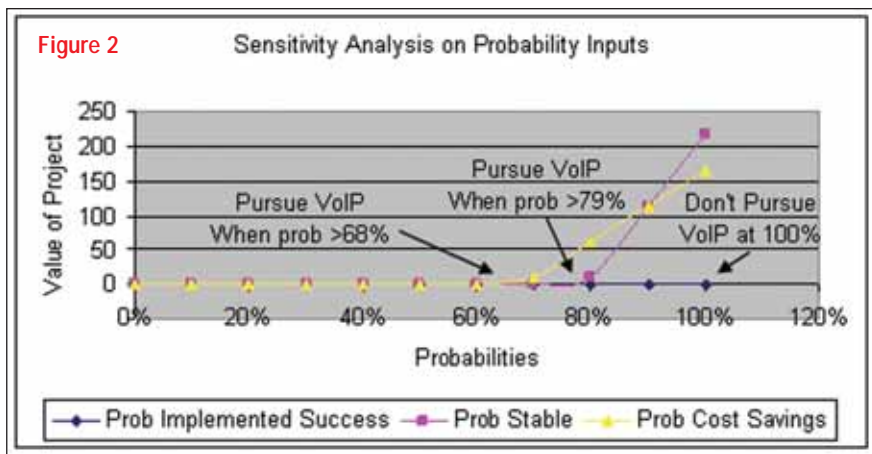 Figure 2
Sensitivity Analysis on Probability Inputs
Value of Project
250
200
150
100
50
0
Pursue VoIP
When prob >68%
Pursue VoIP
When prob >79%
Don't Pursue
VoIP at 100%
0% 20% 40% 60% 80% 100% 120%
Probabilities
Prob Implemented Success Prob Stable Prob Cost Savings